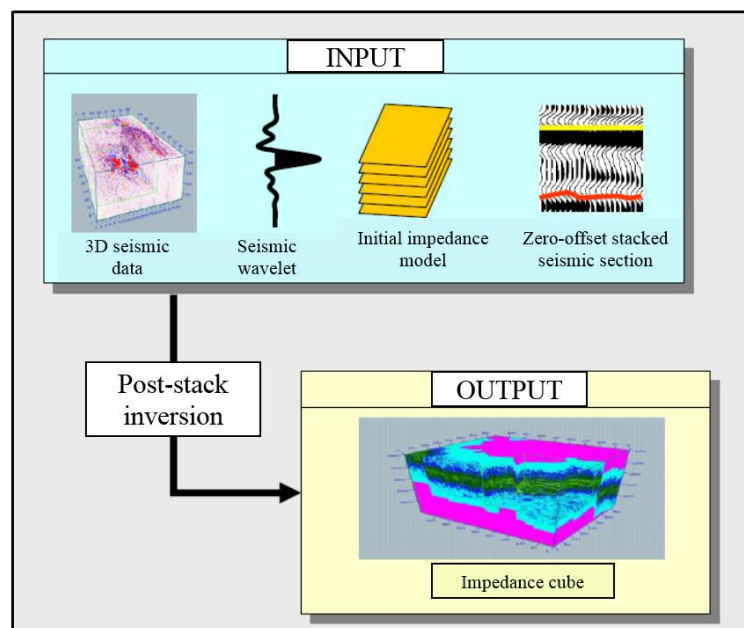 INPUT
3D seismic
data
Seismic
wavelet
Initial impedance
model
Zero-offset stacked
seismic section
Post-stack
inversion
OUTPUT
Impedance cube